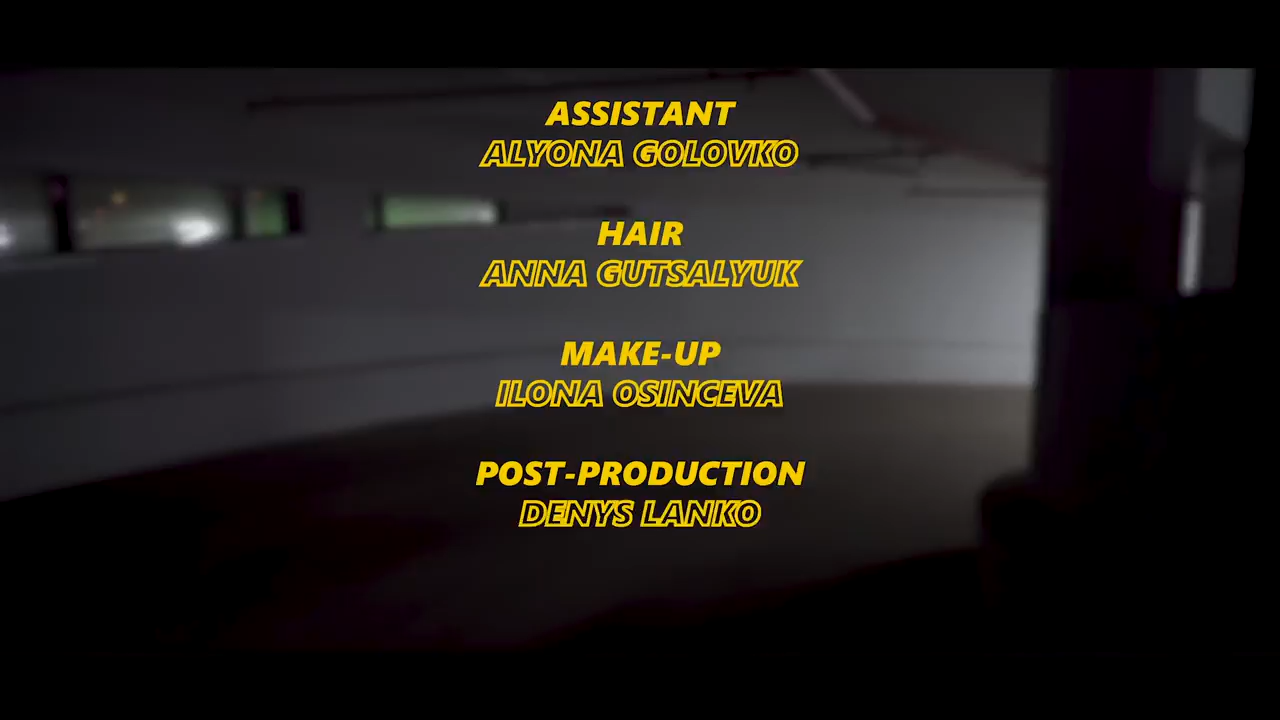 ASSISTANT
ALYONA GOLOVKO
HAIR
ANNA GUTSALYUK
MAKE-UP
ILONA OSINCEVA
POST-PRODUCTION
DENYS LANKO